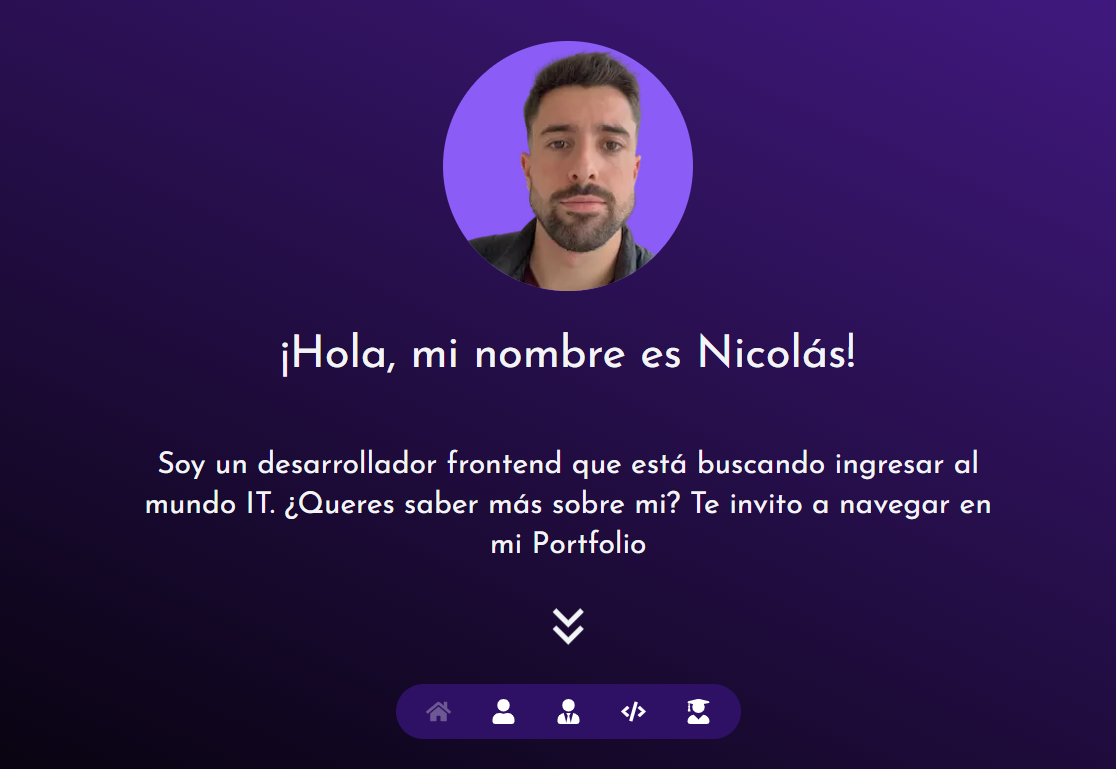 ¡Hola, mi nombre es Nicolás!
Soy un desarrollador frontend que está buscando ingresar al
mundo IT. ¿Queres saber más sobre mi? Te invito a navegar en
mi Portfolio